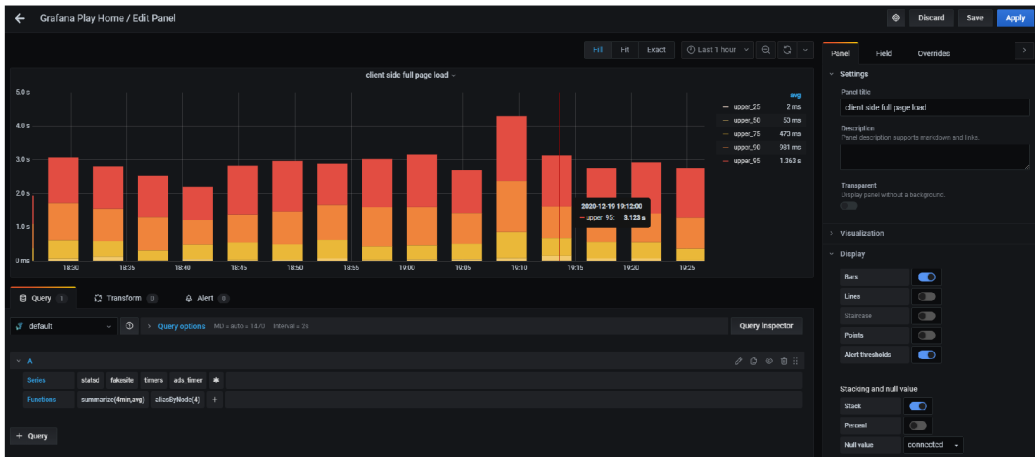 Grafana Play Home / Edit Panel
Discard
Save
Apply
Fill
Fit
Exact
Last 1 hour
client side full page load
5.0 s
4.0 s
3.0 s
2.0 s
1.0 s
0 ms
18:30
18:35
18:40
18:45
18:50
18:55
19:00
19:05
19:10
19:15
19:20
19:25
avg
upper_25 2 ms
upper_50 53 ms
upper_75 473 ms
upper_90 981 ms
upper_95 1.363 s
2020-12-19 19:12:00
upper_95: 3.123 s
Query 1
Transform 0
Alert 0
default
Query options MD = auto = 1470 Interval = 2s
Query inspector
A
Series statsd fakesite timers ads_timer *
Functions summarize(4min,avg) aliasByNode(4) +
+ Query
Panel
Field
Overrides
Settings
Panel title
client side full page load
Description
Panel description supports markdown and links.
Transparent
Display panel without a background.
Visualization
Display
Bars
Lines
Staircase
Points
Alert thresholds
Stacking and null value
Stack
Percent
Null value connected